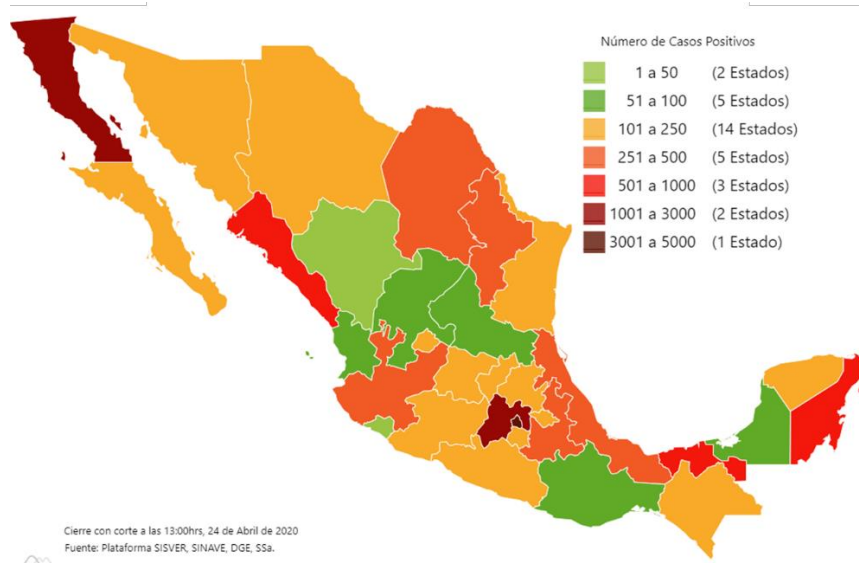 Número de Casos Positivos
1 a 50 (2 Estados)
51 a 100 (5 Estados)
101 a 250 (14 Estados)
251 a 500 (5 Estados)
501 a 1000 (3 Estados)
1001 a 3000 (2 Estados)
3001 a 5000 (1 Estado)
Cierre con corte a las 13:00hrs, 24 de Abril de 2020
Fuente: Plataforma SISVER, SINAVE, DGE, SSa.